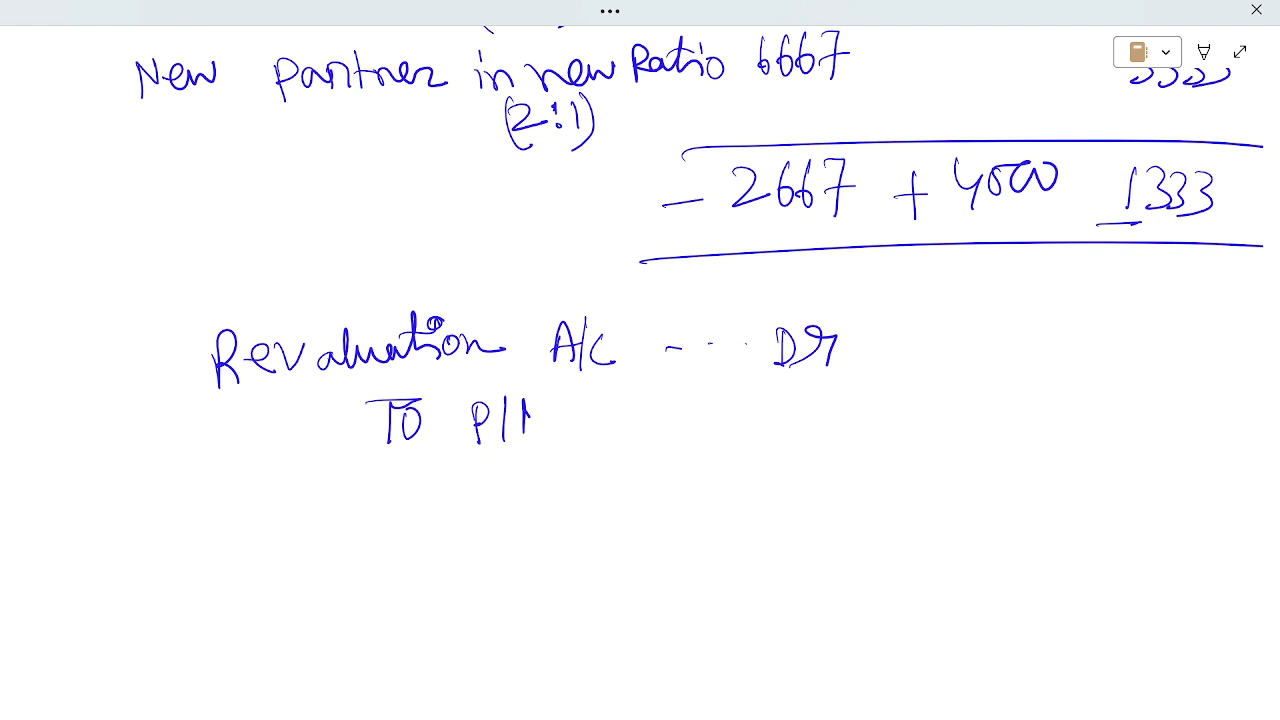 New Partner in new Ratio 6667
(2:1)
- 2667 + 4000 1333
Revaluation A/C - ... Dr
To P/